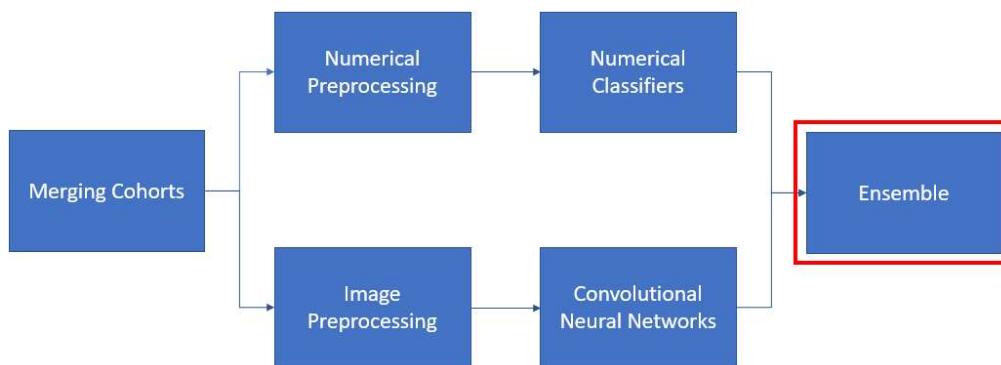 Numerical
Preprocessing
Numerical
Classifiers
Merging Cohorts
Ensemble
Image
Preprocessing
Convolutional
Neural Networks